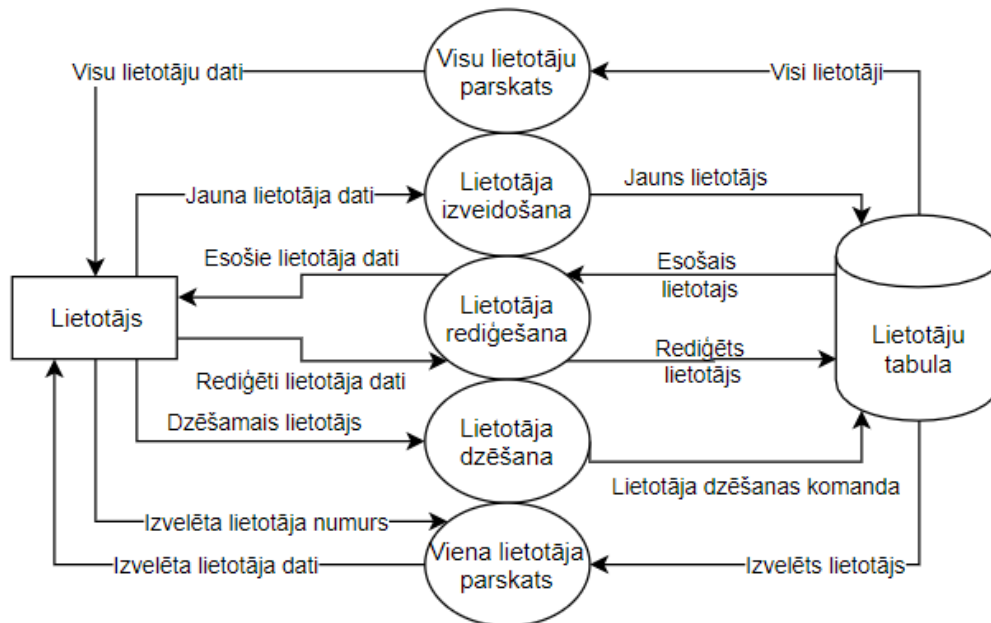 Visu lietotāju dati
Visu lietotāju
parskats
Visi lietotāji
Jauna lietotāja dati
Lietotāja
izveidošana
Jauns lietotājs
Esošie lietotāja dati
Esošais
lietotajs
Lietotājs
Lietotāja
rediģešana
Lietotāju
tabula
Rediģēti lietotāja dati
Rediģēts
lietotājs
Dzēšamais lietotājs
Lietotāja
dzēšana
Lietotāja dzēšanas komanda
Izvelēta lietotāja numurs
Izvelēta lietotāja dati
Viena lietotāja
parskats
Izvelēts lietotājs